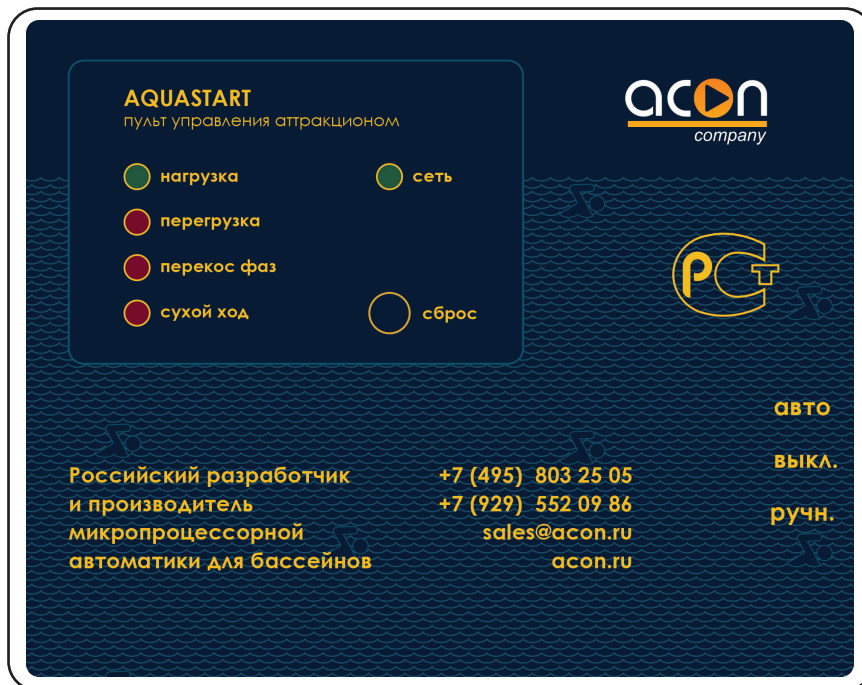 AQUASTART
пульт управления аттракционом
нагрузка
сеть
перегрузка
перекос фаз
сухой ход
сброс
acon
company
РСТ
авто
выкл.
ручн.
Российский разработчик
и производитель
микропроцессорной
автоматики для бассейнов
+7 (495) 803 25 05
+7 (929) 552 09 86
sales@acon.ru
acon.ru